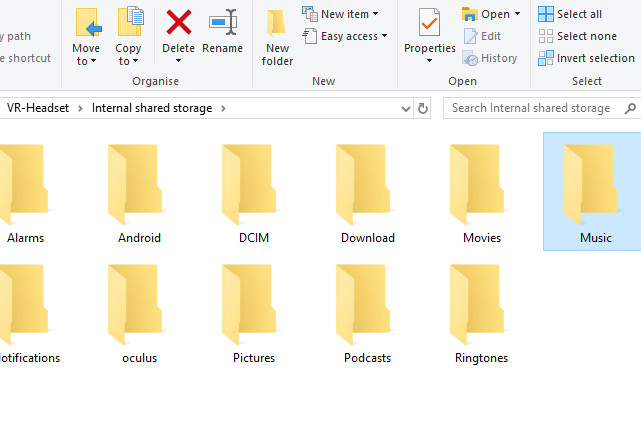 y path
e shortcut
Move to
Copy to
Delete
Rename
Organise
New folder
New item
Easy access
New
Properties
Open
Edit
History
Open
Select all
Select none
Invert selection
Select
VR-Headset > Internal shared storage >
Search Internal shared storage
Alarms
Android
DCIM
Download
Movies
Music
otifications
oculus
Pictures
Podcasts
Ringtones